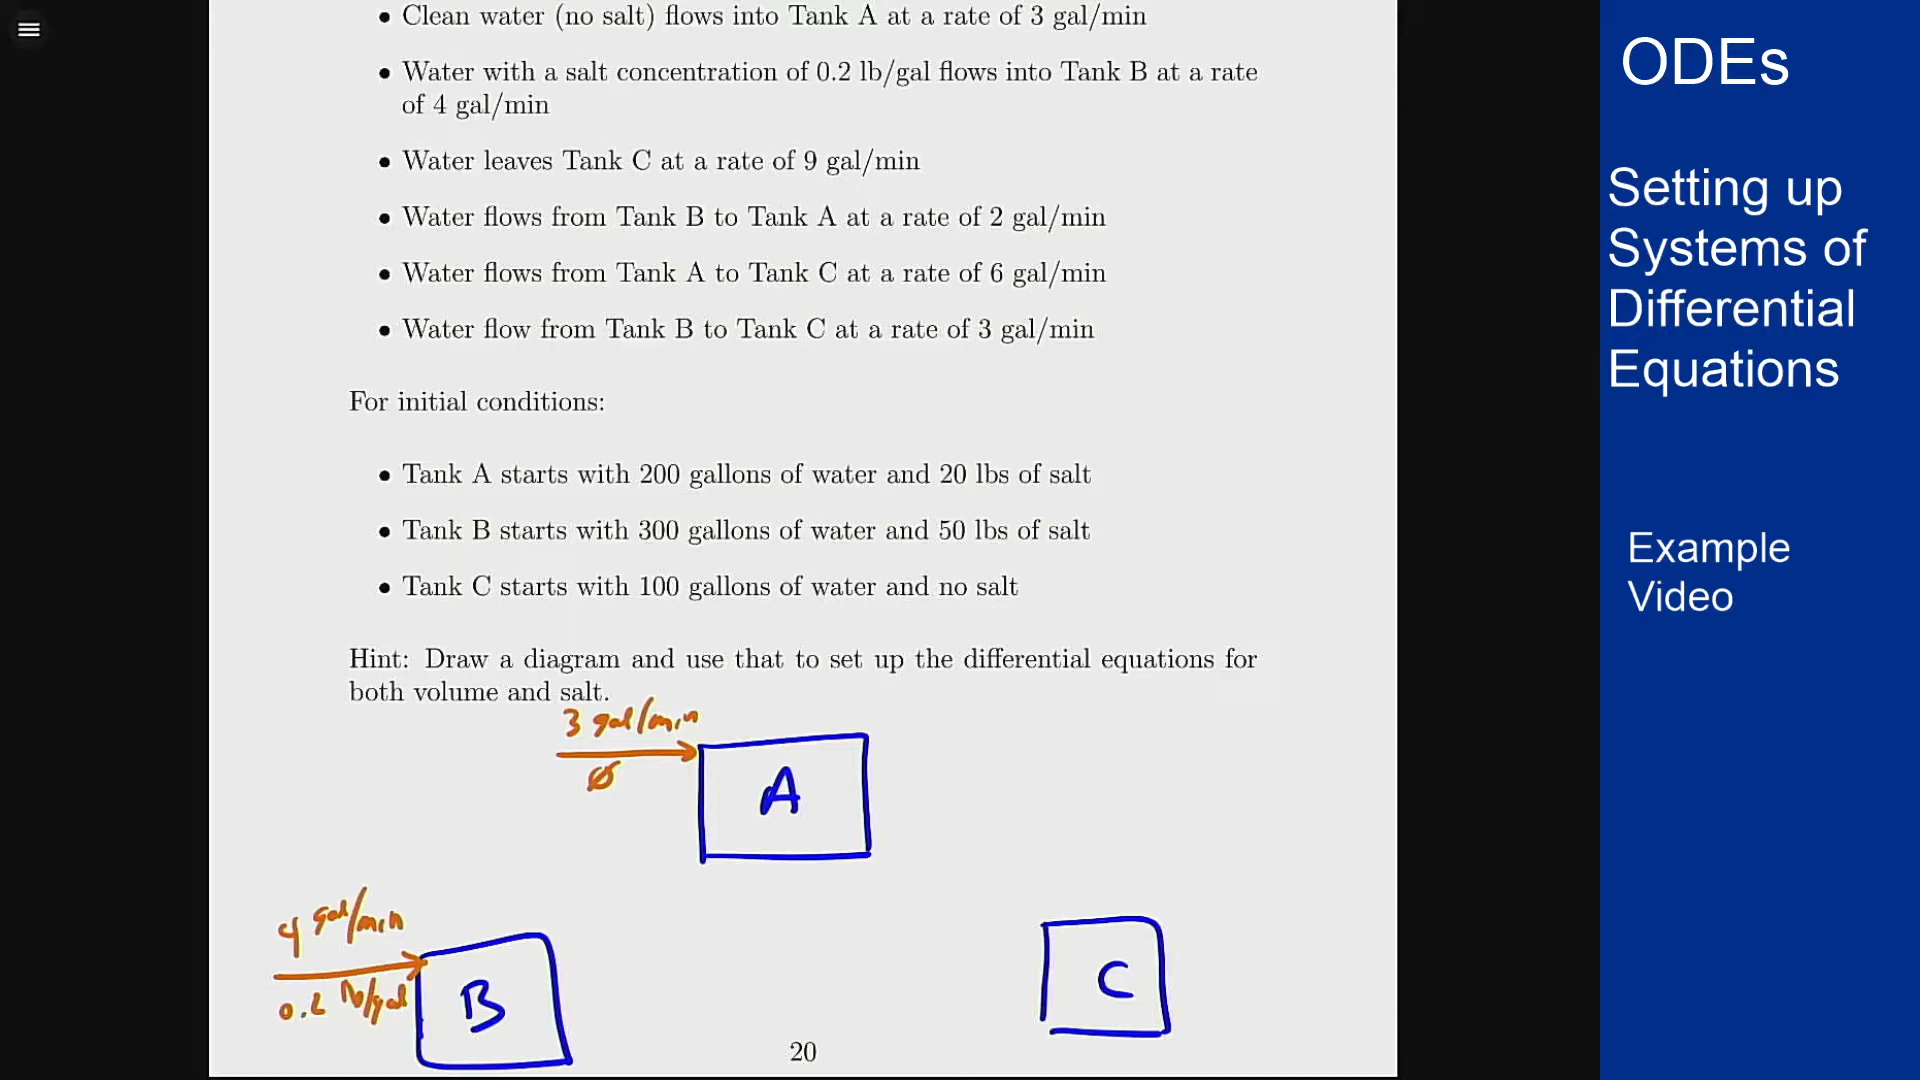 • Clean water (no salt) flows into Tank A at a rate of 3 gal/min
• Water with a salt concentration of 0.2 lb/gal flows into Tank B at a rate
of 4 gal/min
• Water leaves Tank C at a rate of 9 gal/min
• Water flows from Tank B to Tank A at a rate of 2 gal/min
• Water flows from Tank A to Tank C at a rate of 6 gal/min
• Water flow from Tank B to Tank C at a rate of 3 gal/min
For initial conditions:
• Tank A starts with 200 gallons of water and 20 lbs of salt
• Tank B starts with 300 gallons of water and 50 lbs of salt
• Tank C starts with 100 gallons of water and no salt
Hint: Draw a diagram and use that to set up the differential equations for
both volume and salt.
3 gal/min
∅
A
4 gal/min
0.2 lb/gal
B
C
20
ODEs
Setting up
Systems of
Differential
Equations
Example
Video